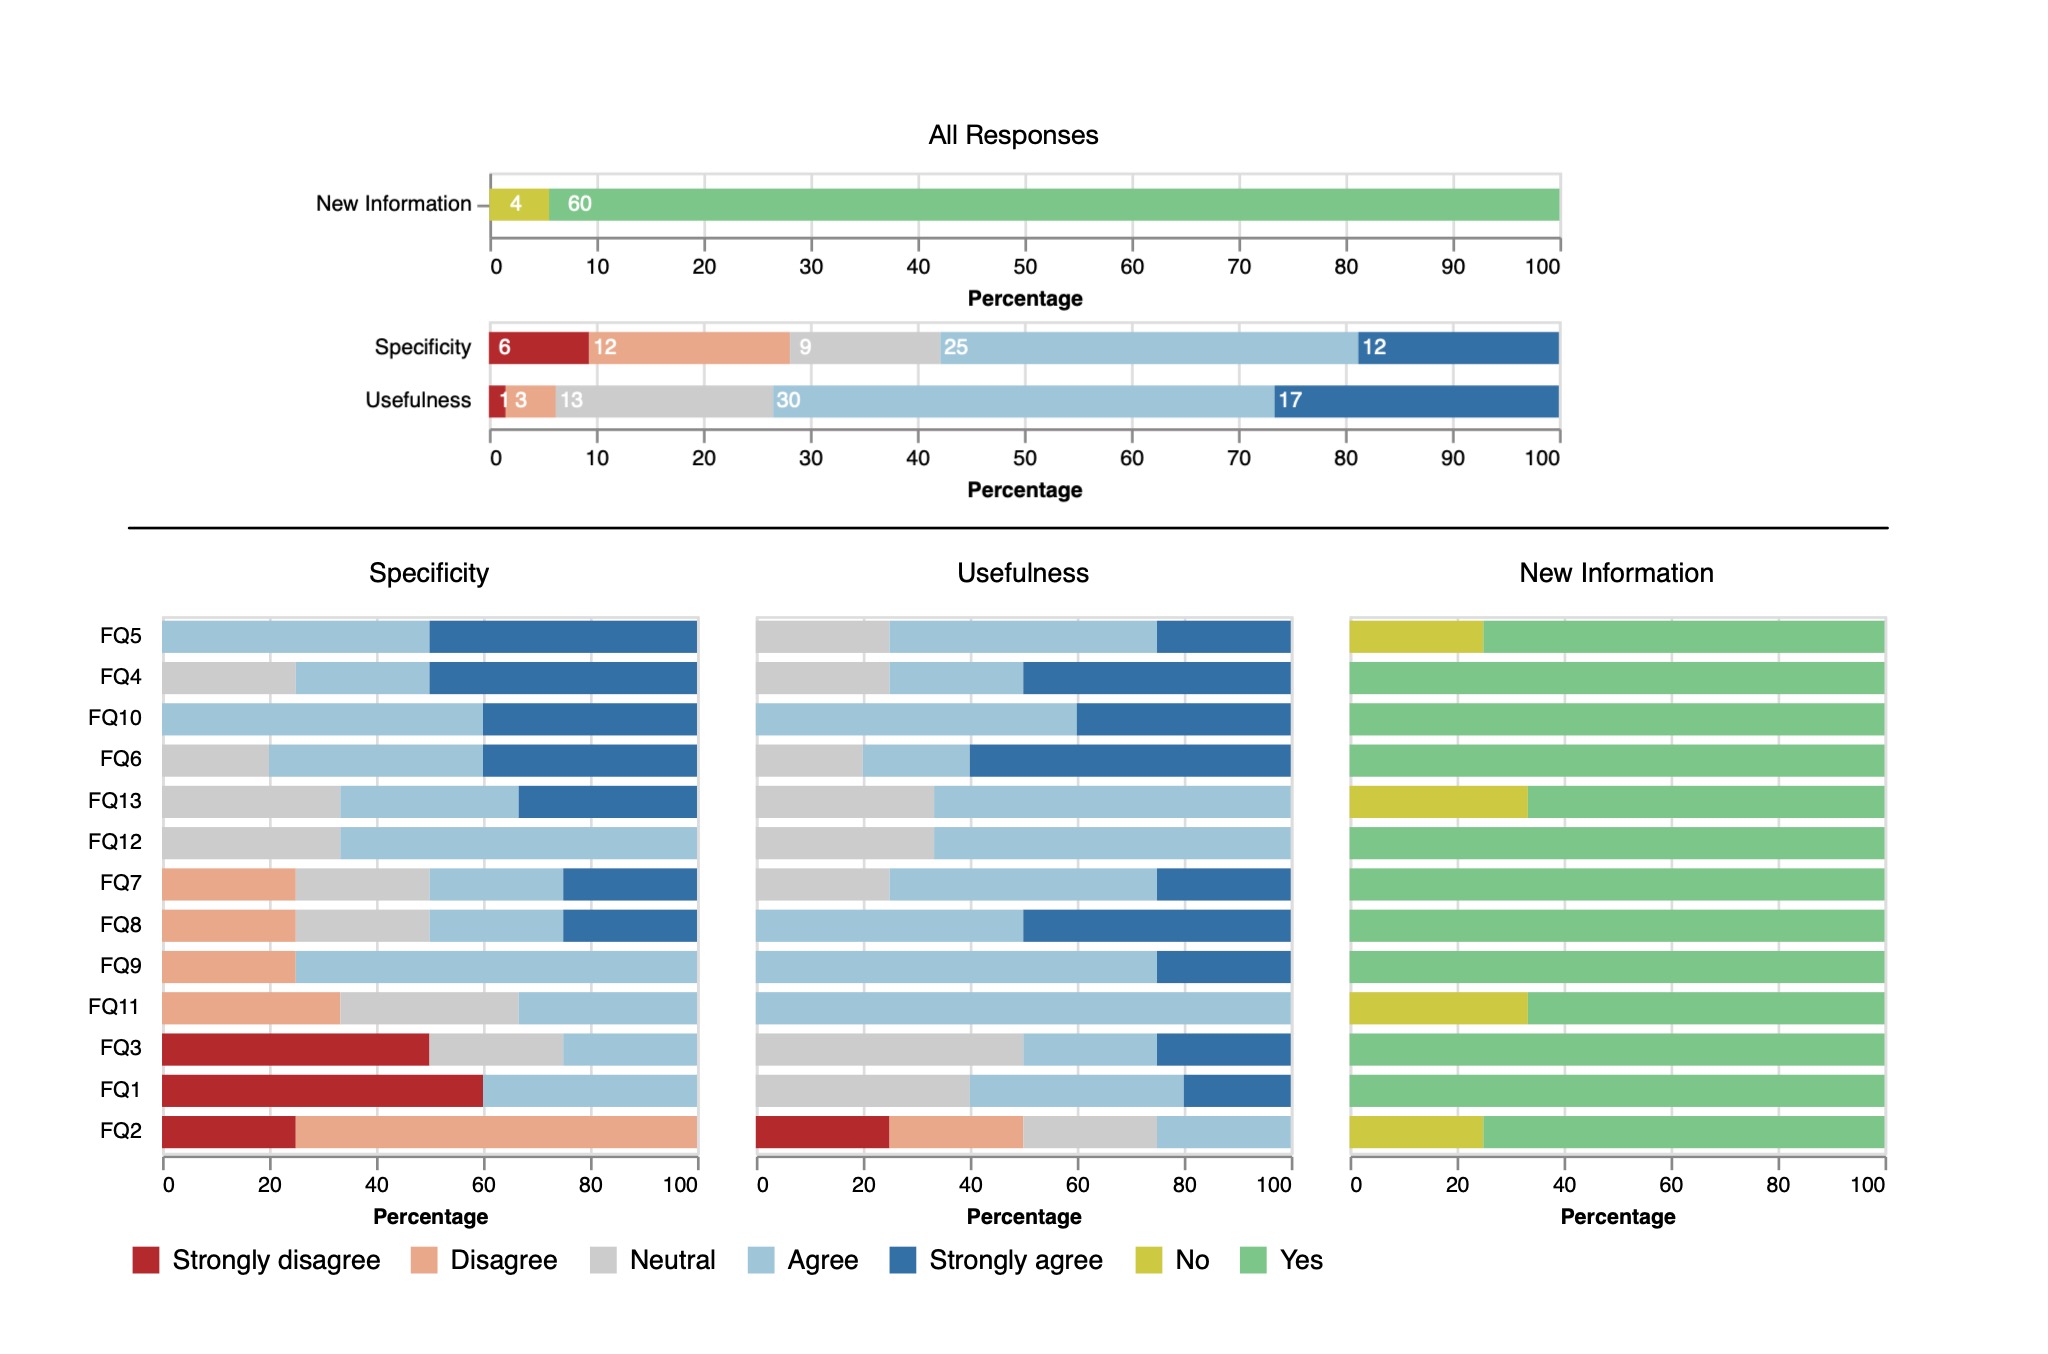 All Responses
New Information
4 60
0 10 20 30 40 50 60 70 80 90 100
Percentage
Specificity
6 12 9 25 12
Usefulness
1 3 13 30 17
0 10 20 30 40 50 60 70 80 90 100
Percentage
Specificity Usefulness New Information
FQ5
FQ4
FQ10
FQ6
FQ13
FQ12
FQ7
FQ8
FQ9
FQ11
FQ3
FQ1
FQ2
0 20 40 60 80 100 0 20 40 60 80 100 0 20 40 60 80 100
Percentage Percentage Percentage
Strongly disagree Disagree Neutral Agree Strongly agree No Yes